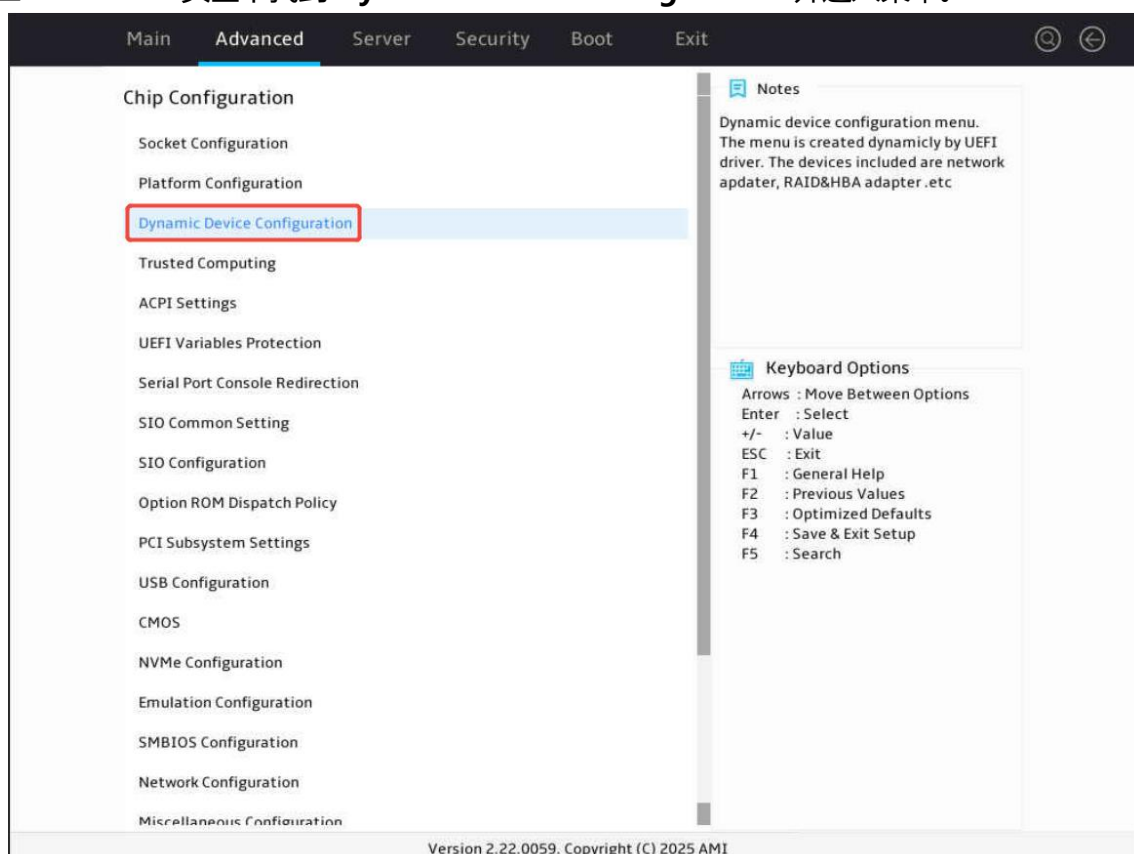 Main Advanced Server Security Boot Exit
Chip Configuration
Socket Configuration
Platform Configuration
Dynamic Device Configuration
Trusted Computing
ACPI Settings
UEFI Variables Protection
Serial Port Console Redirection
SIO Common Setting
SIO Configuration
Option ROM Dispatch Policy
PCI Subsystem Settings
USB Configuration
CMOS
NVMe Configuration
Emulation Configuration
SMBIOS Configuration
Network Configuration
Miscellaneous Configuration
Notes
Dynamic device configuration menu.
The menu is created dynamicly by UEFI
driver. The devices included are network
apdater, RAID&HBA adapter .etc
Keyboard Options
Arrows : Move Between Options
Enter : Select
+/- : Value
ESC : Exit
F1 : General Help
F2 : Previous Values
F3 : Optimized Defaults
F4 : Save & Exit Setup
F5 : Search
Version 2.22.0059. Copyright (C) 2025 AMI